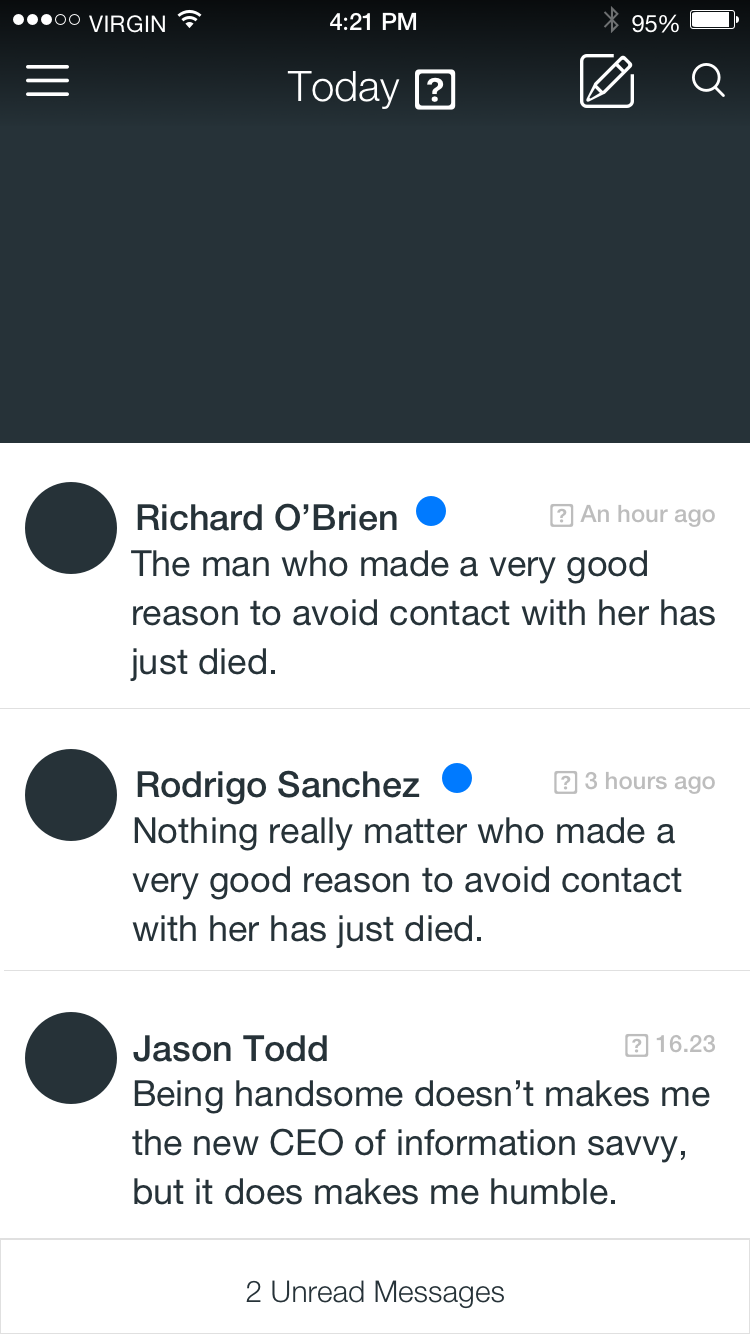 VIRGIN 4:21 PM 95%
Today
Richard O’Brien An hour ago
The man who made a very good
reason to avoid contact with her has
just died.
Rodrigo Sanchez 3 hours ago
Nothing really matter who made a
very good reason to avoid contact
with her has just died.
Jason Todd 16.23
Being handsome doesn’t makes me
the new CEO of information savvy,
but it does makes me humble.
2 Unread Messages